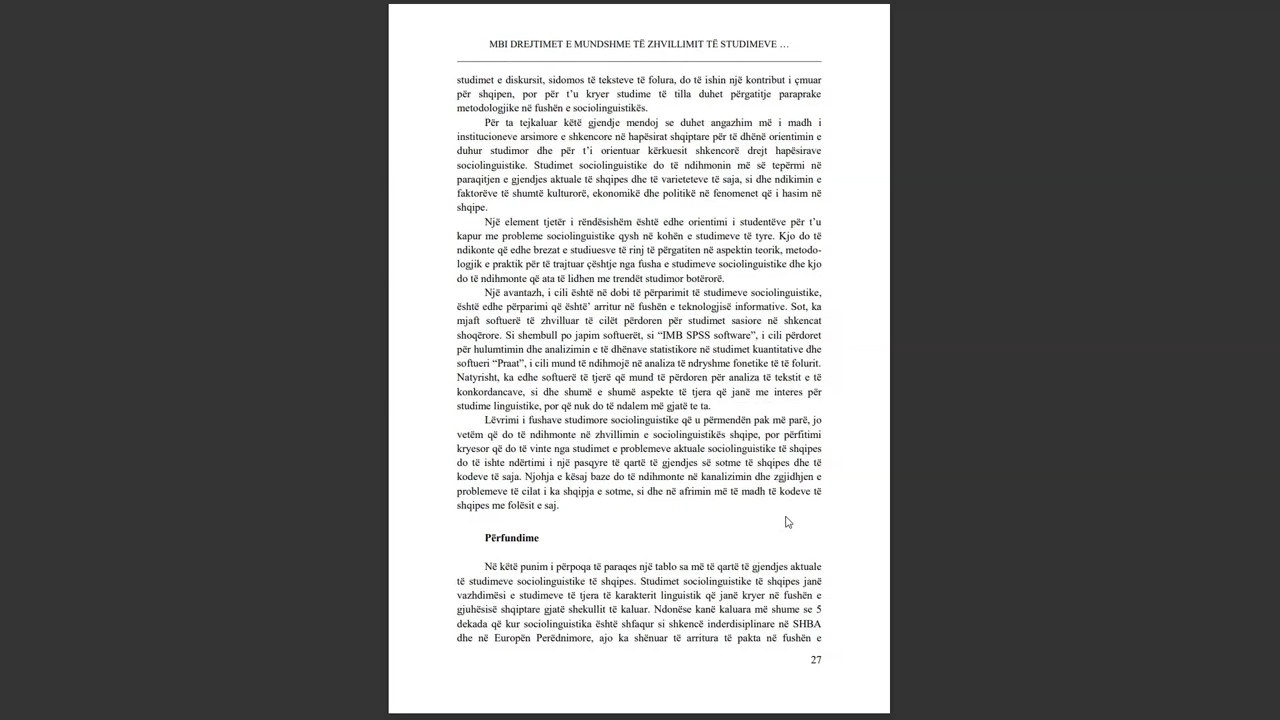 MBI DREJTIMET E MUNDSHME TË ZHVILLIMIT TË STUDIMEVE …
studimet e diskursit, sidomos të teksteve të folura, do të ishin një kontribut i çmuar
për shqipen, por për t’u kryer studime të tilla duhet përgatitje paraprake
metodologjike në fushën e sociolinguistikës.
Për ta tejkaluar këtë gjendje mendoj se duhet angazhim më i madh i
institucioneve arsimore e shkencore në hapësirat shqiptare për të dhënë orientimin e
duhur studimor dhe për t’i orientuar kërkuesit shkencorë drejt hapësirave
sociolinguistike. Studimet sociolinguistike do të ndihmonin më së tepërmi në
paraqitjen e gjendjes aktuale të shqipes dhe të varieteteve të saja, si dhe ndikimin e
faktorëve të shumtë kulturorë, ekonomikë dhe politikë në fenomenet që i hasim në
shqipe.
Një element tjetër i rëndësishëm është edhe orientimi i studentëve për t’u
kapur me probleme sociolinguistike qysh në kohën e studimeve të tyre. Kjo do të
ndikonte që edhe brezat e studiuesve të rinj të përgatiten në aspektin teorik, metodo-
logjik e praktik për të trajtuar çështje nga fusha e studimeve sociolinguistike dhe kjo
do të ndihmonte që ata të lidhen me trendët studimor botërorë.
Një avantazh, i cili është në dobi të përparimit të studimeve sociolinguistike,
është edhe përparimi që është’ arritur në fushën e teknologjisë informative. Sot, ka
mjaft softuerë të zhvilluar të cilët përdoren për studimet sasiore në shkencat
shoqërore. Si shembull po japim softuerët, si “IMB SPSS software”, i cili përdoret
për hulumtimin dhe analizimin e të dhënave statistikore në studimet kuantitative dhe
softueri “Praat”, i cili mund të ndihmojë në analiza të ndryshme fonetike të të folurit.
Natyrisht, ka edhe softuerë të tjerë që mund të përdoren për analiza të tekstit e të
konkordancave, si dhe shumë e shumë aspekte të tjera që janë me interes për
studime linguistike, por që nuk do të ndalem më gjatë te ta.
Lëvrimi i fushave studimore sociolinguistike që u përmendën pak më parë, jo
vetëm që do të ndihmonte në zhvillimin e sociolinguistikës shqipe, por përfitimi
kryesor që do të vinte nga studimet e problemeve aktuale sociolinguistike të shqipes
do të ishte ndërtimi i një pasqyre të qartë të gjendjes së sotme të shqipes dhe të
kodeve të saja. Njohja e kësaj baze do të ndihmonte në kanalizimin dhe zgjidhjen e
problemeve të cilat i ka shqipja e sotme, si dhe në afrimin më të madh të kodeve të
shqipes me folësit e saj.
Përfundime
Në këtë punim i përpoqa të paraqes një tablo sa më të qartë të gjendjes aktuale
të studimeve sociolinguistike të shqipes. Studimet sociolinguistike të shqipes janë
vazhdimësi e studimeve të tjera të karakterit linguistik që janë kryer në fushën e
gjuhësisë shqiptare gjatë shekullit të kaluar. Ndonëse kanë kaluara më shume se 5
dekada që kur sociolinguistika është shfaqur si shkencë inderdisiplinare në SHBA
dhe në Europën Perëdnimore, ajo ka shënuar të arritura të pakta në fushën e
27